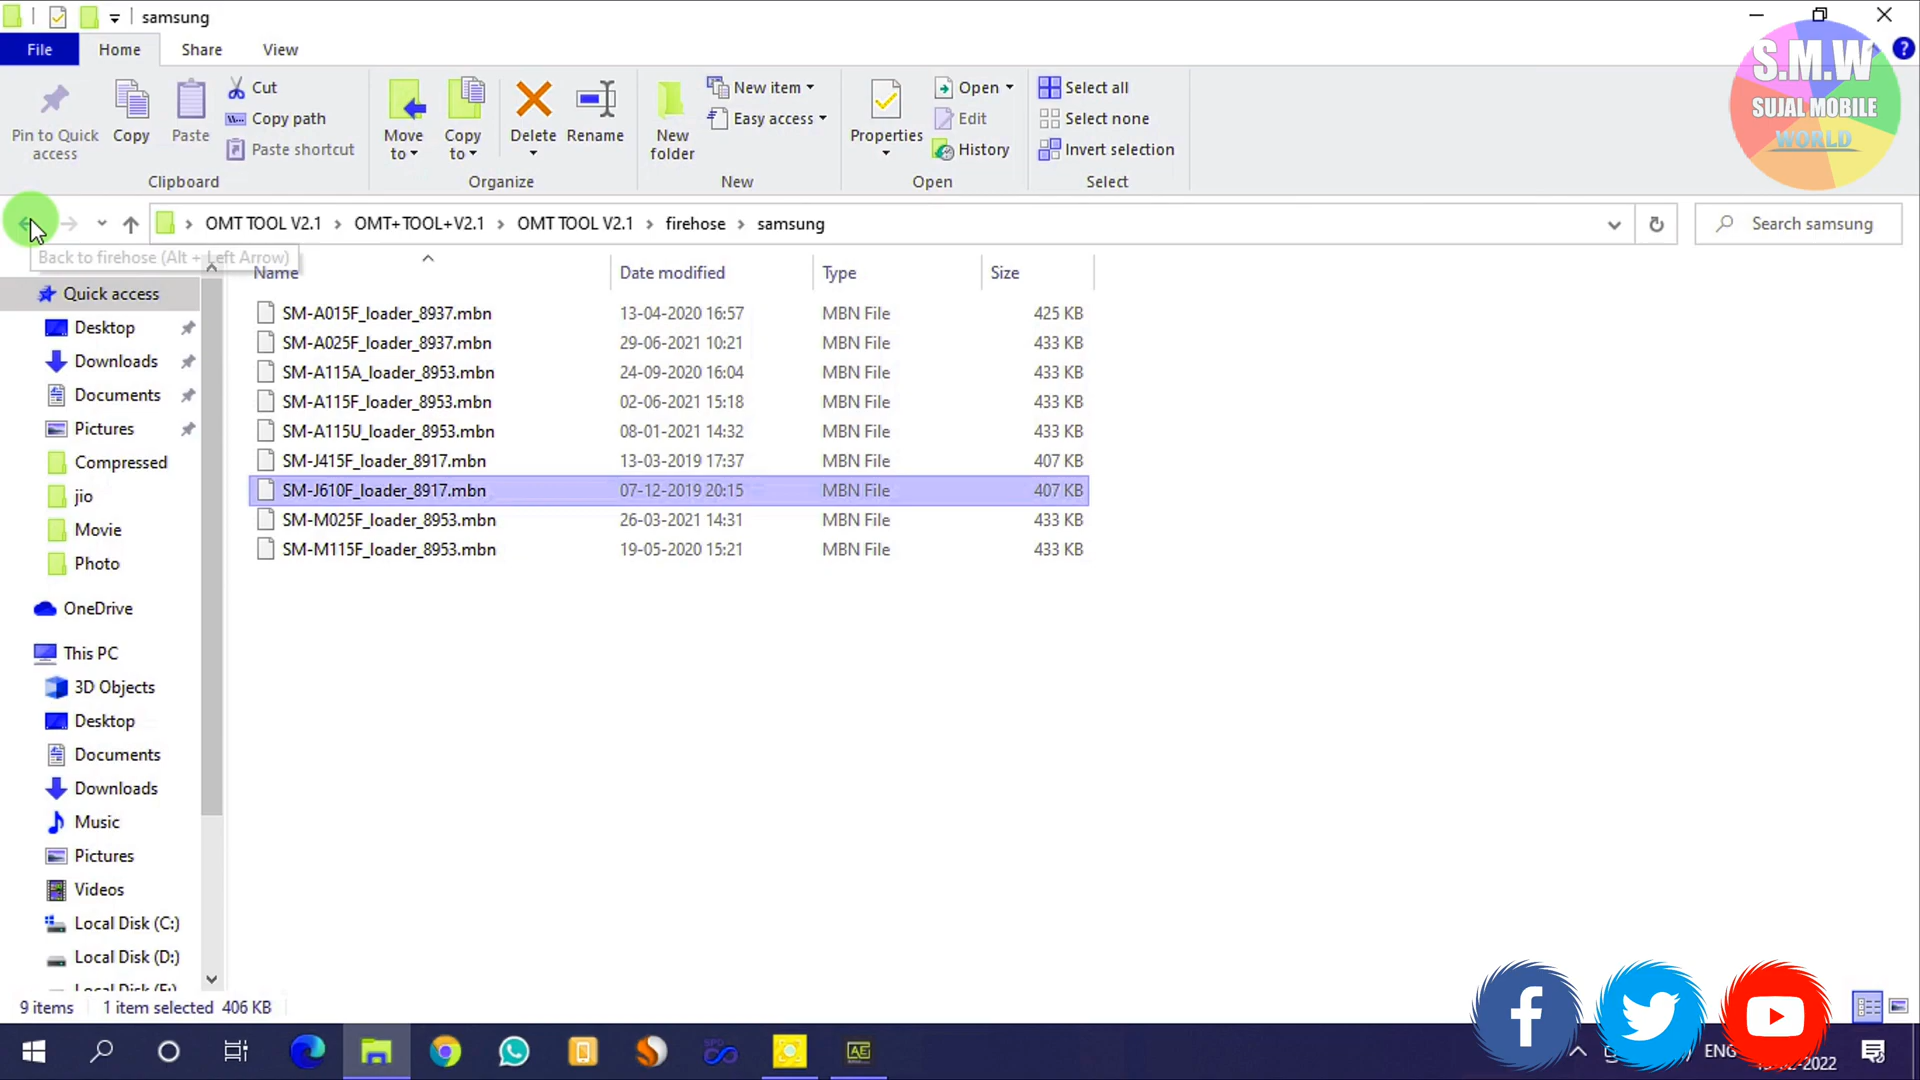 samsung
File Home Share View
S.M.W
SUJAL MOBILE
WORLD
Pin to Quick access
Copy
Paste
Cut
Copy path
Paste shortcut
Clipboard
Move to
Copy to
Delete
Rename
Organize
New folder
New item
Easy access
New
Properties
Open
Edit
History
Open
Select all
Select none
Invert selection
Select
OMT TOOL V2.1 > OMT+TOOL+V2.1 > OMT TOOL V2.1 > firehose > samsung
Search samsung
Back to firehose (Alt + Left Arrow)
Name Date modified Type Size
SM-A015F_loader_8937.mbn 13-04-2020 16:57 MBN File 425 KB
SM-A025F_loader_8937.mbn 29-06-2021 10:21 MBN File 433 KB
SM-A115A_loader_8953.mbn 24-09-2020 16:04 MBN File 433 KB
SM-A115F_loader_8953.mbn 02-06-2021 15:18 MBN File 433 KB
SM-A115U_loader_8953.mbn 08-01-2021 14:32 MBN File 433 KB
SM-J415F_loader_8917.mbn 13-03-2019 17:37 MBN File 407 KB
SM-J610F_loader_8917.mbn 07-12-2019 20:15 MBN File 407 KB
SM-M025F_loader_8953.mbn 26-03-2021 14:31 MBN File 433 KB
SM-M115F_loader_8953.mbn 19-05-2020 15:21 MBN File 433 KB
Quick access
Desktop
Downloads
Documents
Pictures
Compressed
jio
Movie
Photo
OneDrive
This PC
3D Objects
Desktop
Documents
Downloads
Music
Pictures
Videos
Local Disk (C:)
Local Disk (D:)
9 items 1 item selected 406 KB
SPD
AE
ENG
2022